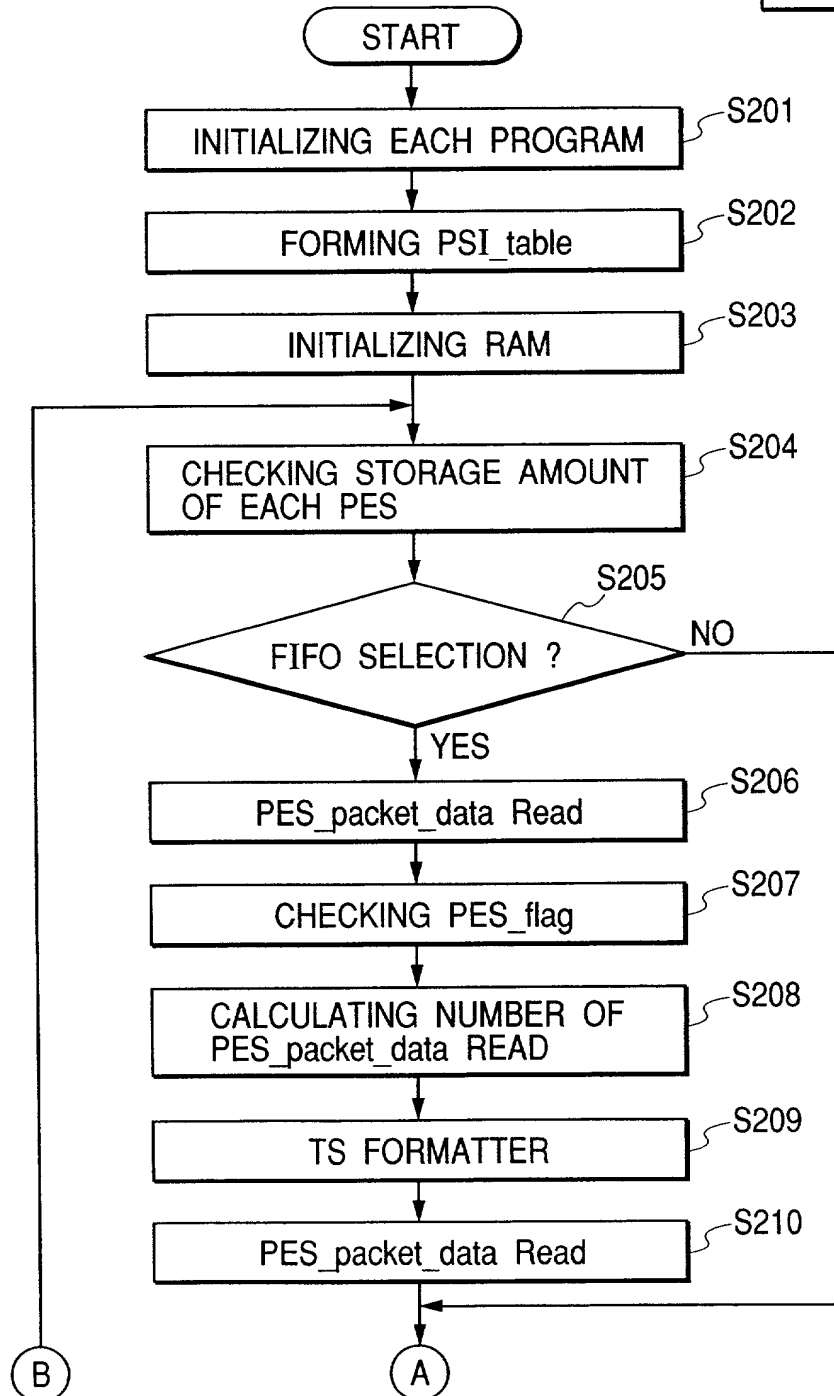 START
INITIALIZING EACH PROGRAM
S201
FORMING PSI_table
S202
INITIALIZING RAM
S203
CHECKING STORAGE AMOUNT
OF EACH PES
S204
FIFO SELECTION ?
S205
NO
YES
PES_packet_data Read
S206
CHECKING PES_flag
S207
CALCULATING NUMBER OF
PES_packet_data READ
S208
TS FORMATTER
S209
PES_packet_data Read
S210
B
A